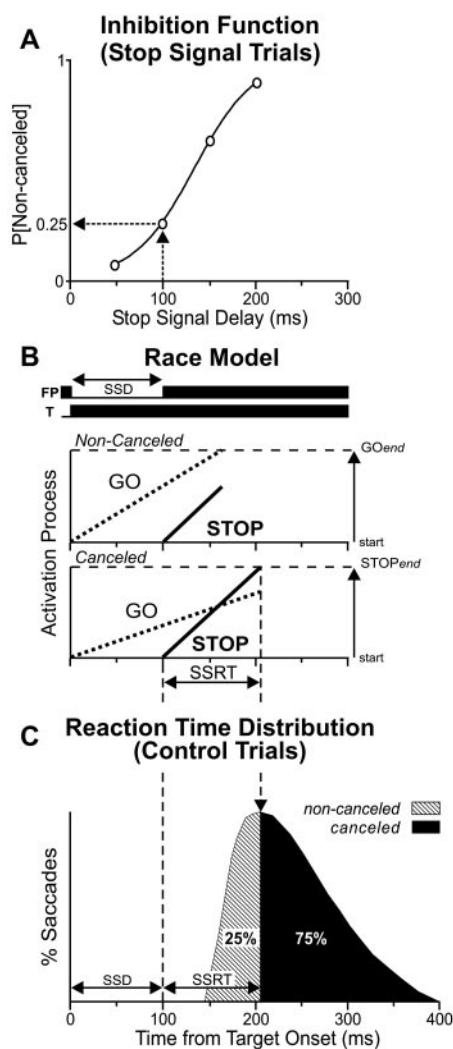 A
Inhibition Function
(Stop Signal Trials)
P[Non-canceled]
1
0.25
0
0 100 200 300
Stop Signal Delay (ms)
B
Race Model
FP
SSD
T
Activation Process
Non-Canceled
GOend
GO
STOP
start
Canceled
STOPend
GO
STOP
start
SSRT
C
Reaction Time Distribution
(Control Trials)
non-canceled
canceled
% Saccades
25% 75%
SSD SSRT
0 100 200 300 400
Time from Target Onset (ms)